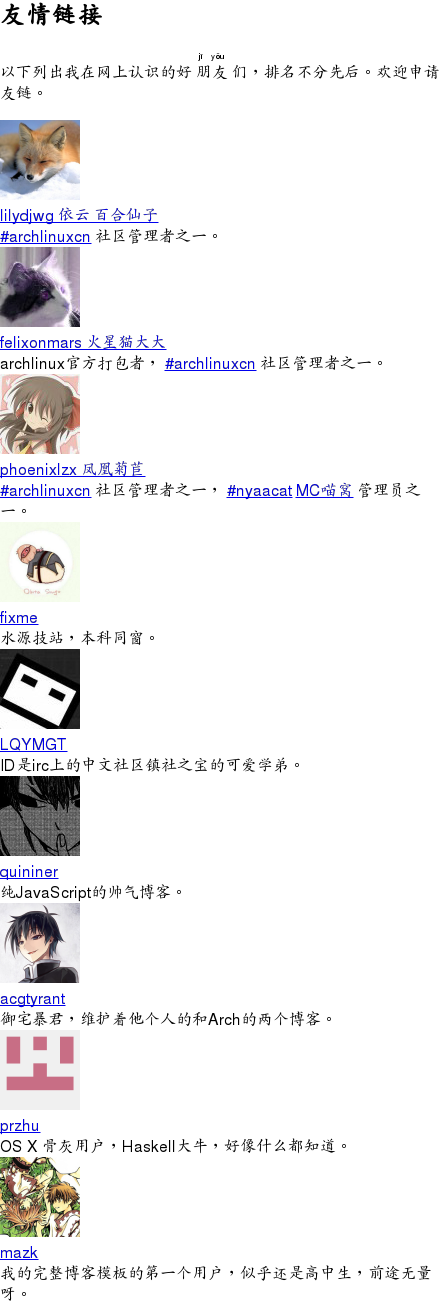 友情链接
jī yǒu
以下列出我在网上认识的好 朋友 们，排名不分先后。欢迎申请
友链。
lilydjwg 依云 百合仙子
#archlinuxcn 社区管理者之一。
felixonmars 火星猫大大
archlinux官方打包者， #archlinuxcn 社区管理者之一。
phoenixlzx 凤凰菊苣
#archlinuxcn 社区管理者之一， #nyaacat MC喵窝 管理员之
一。
fixme
水源技站，本科同窗。
LQYMGT
ID是irc上的中文社区镇社之宝的可爱学弟。
quininer
纯JavaScript的帅气博客。
acgtyrant
御宅暴君，维护着他个人的和Arch的两个博客。
przhu
OS X 骨灰用户，Haskell大牛，好像什么都知道。
mazk
我的完整博客模板的第一个用户，似乎还是高中生，前途无量
呀。